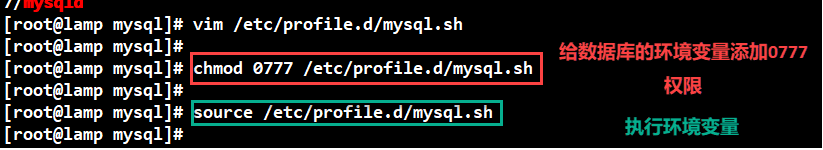 7/mysqld
[root@lamp mysql]# vim /etc/profile.d/mysql.sh
[root@lamp mysql]#
[root@lamp mysql]# chmod 0777 /etc/profile.d/mysql.sh
[root@lamp mysql]#
[root@lamp mysql]# source /etc/profile.d/mysql.sh
[root@lamp mysql]#
给数据库的环境变量添加0777
权限
执行环境变量